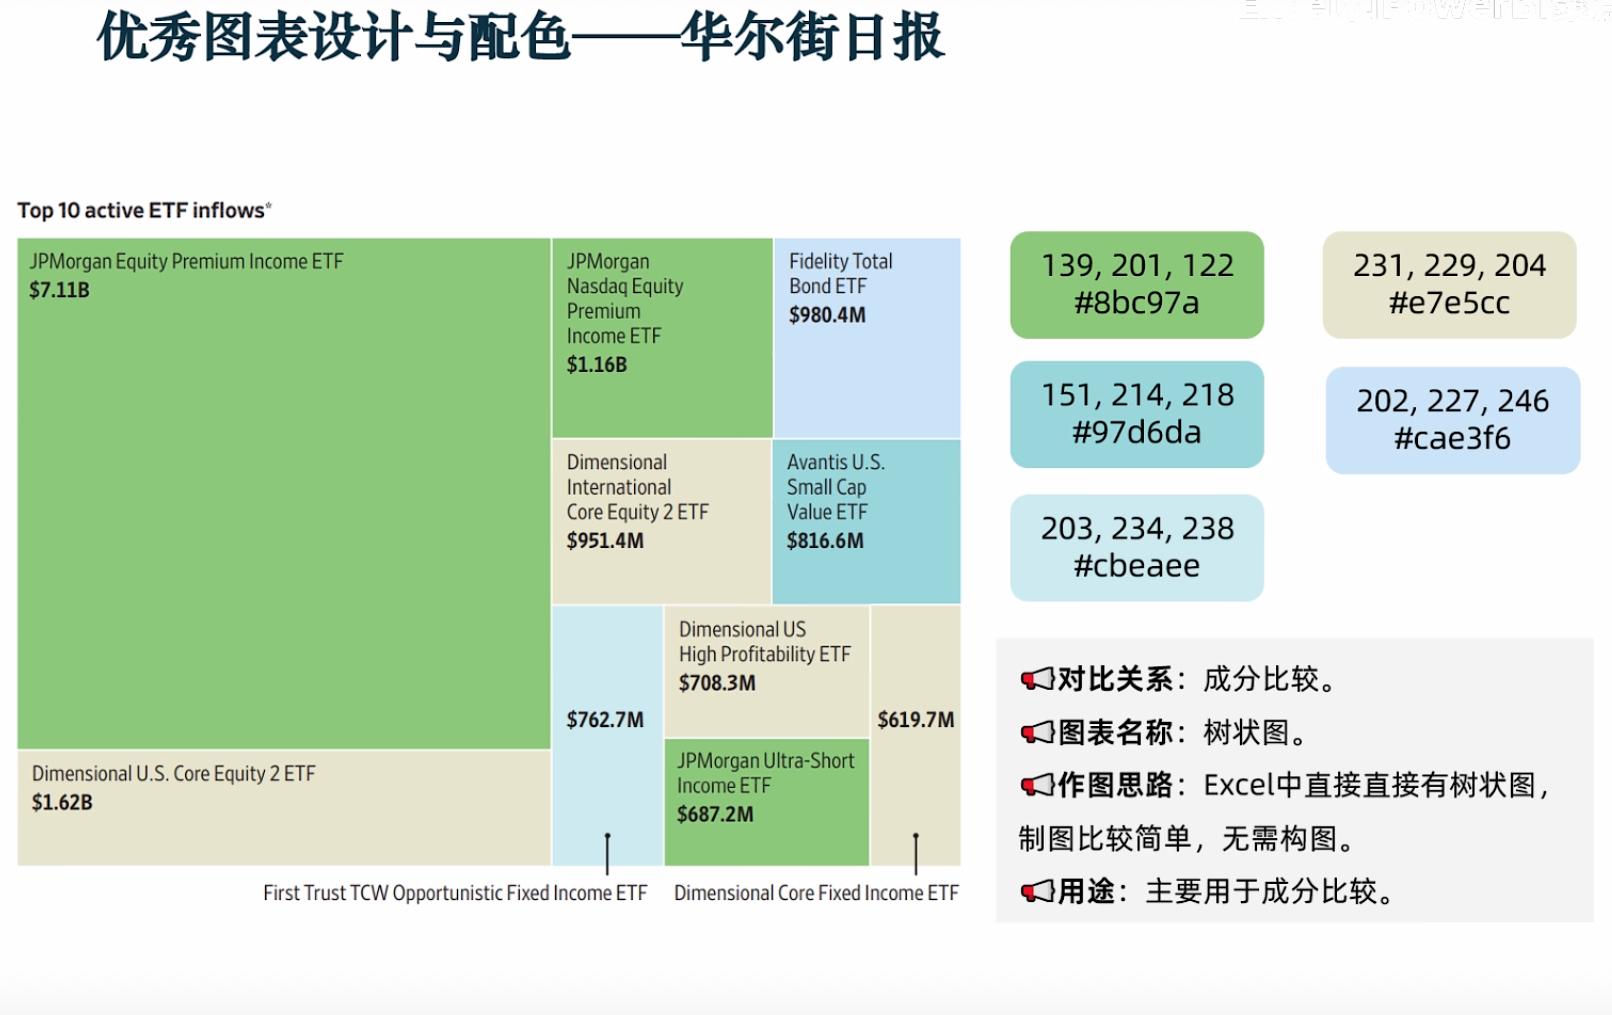 优秀图表设计与配色——华尔街日报
Top 10 active ETF inflows*
JPMorgan Equity Premium Income ETF
$7.11B
JPMorgan
Nasdaq Equity
Premium
Income ETF
$1.16B
Fidelity Total
Bond ETF
$980.4M
Dimensional
International
Core Equity 2 ETF
$951.4M
Avantis U.S.
Small Cap
Value ETF
$816.6M
Dimensional U.S. Core Equity 2 ETF
$1.62B
$762.7M
Dimensional US
High Profitability ETF
$708.3M
JPMorgan Ultra-Short
Income ETF
$687.2M
$619.7M
First Trust TCW Opportunistic Fixed Income ETF
Dimensional Core Fixed Income ETF
139, 201, 122
#8bc97a
231, 229, 204
#e7e5cc
151, 214, 218
#97d6da
202, 227, 246
#cae3f6
203, 234, 238
#cbeaee
对比关系：成分比较。
图表名称：树状图。
作图思路：Excel中直接直接有树状图，
制图比较简单，无需构图。
用途：主要用于成分比较。